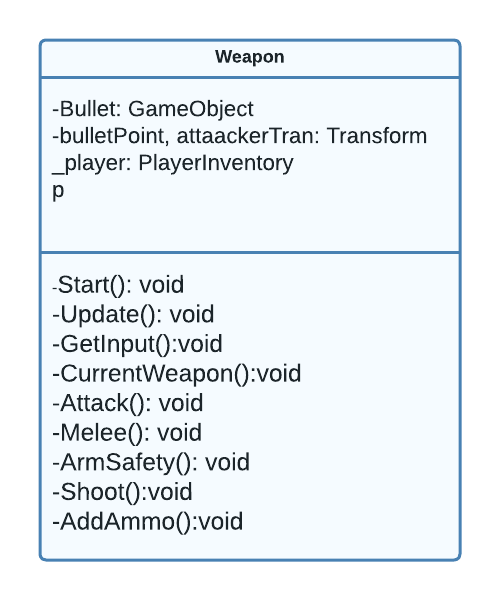 Weapon
-Bullet: GameObject
-bulletPoint, attaackerTran: Transform
_player: PlayerInventory
p
-Start(): void
-Update(): void
-GetInput():void
-CurrentWeapon():void
-Attack(): void
-Melee(): void
-ArmSafety(): void
-Shoot():void
-AddAmmo():void